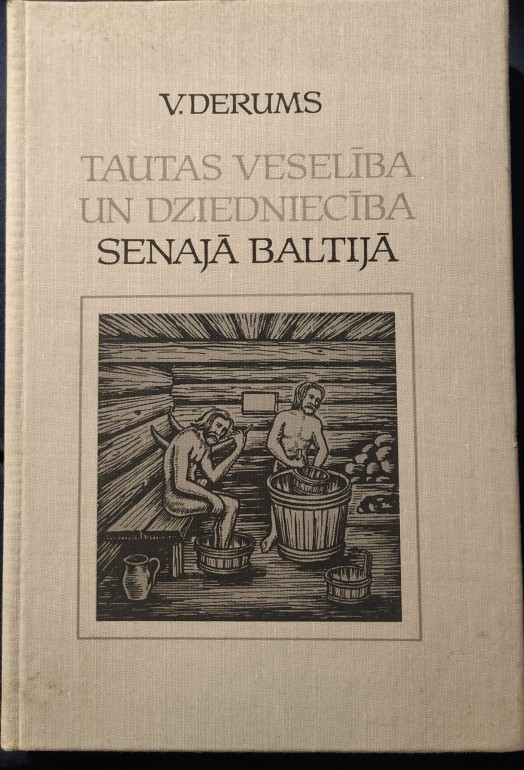 V.DERUMS
TAUTAS VESELĪBA
UN DZIEDNIECĪBA
SENAJĀ BALTIJĀ